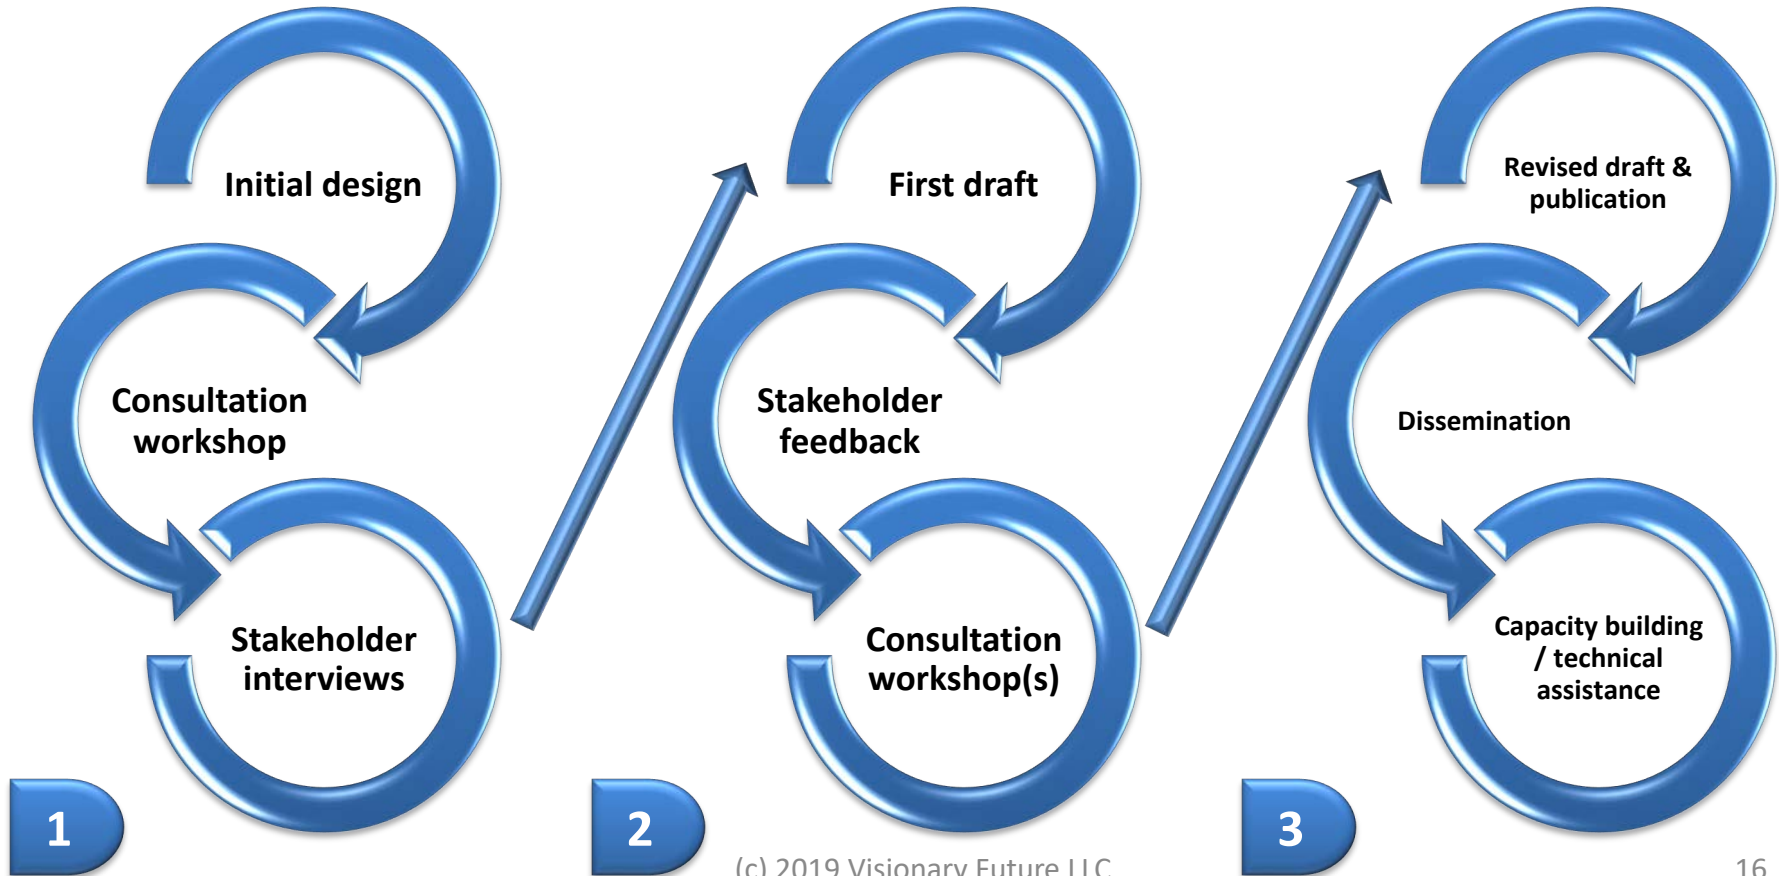 Initial design
Consultation
workshop
Stakeholder
interviews
1
First draft
Stakeholder
feedback
Consultation
workshop(s)
2
Revised draft &
publication
Dissemination
Capacity building
/ technical
assistance
3
(c) 2019 Visionary Future LLC
16